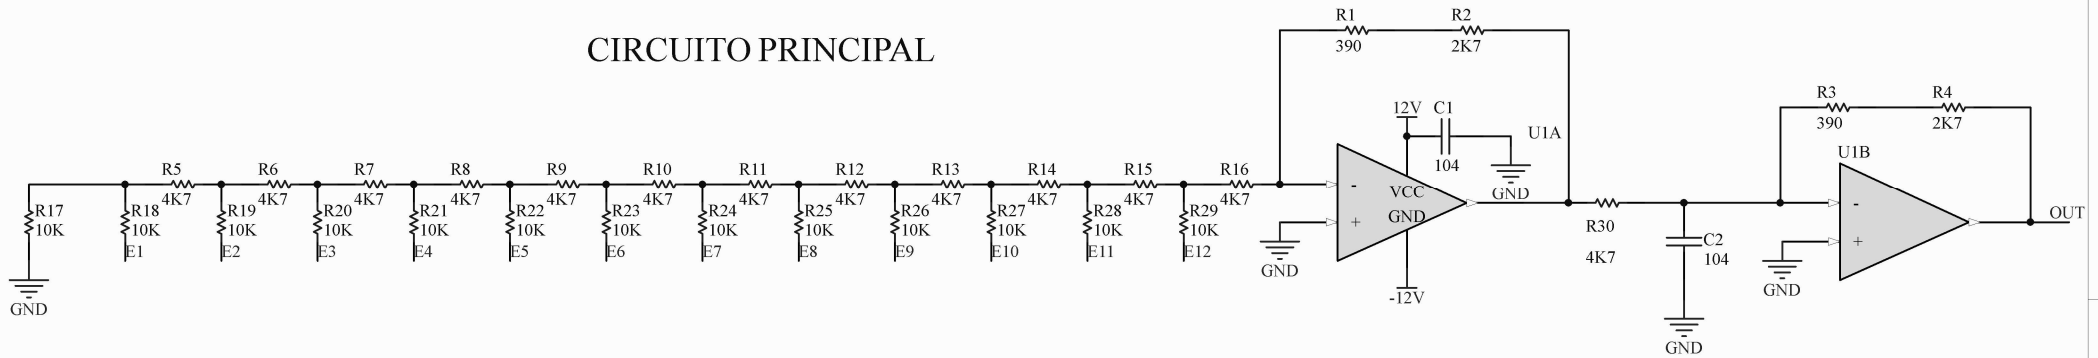 CIRCUITO PRINCIPAL
R1
390
R2
2K7
R3
390
R4
2K7
12V
C1
104
GND
U1A
VCC
GND
-
+
-12V
GND
R5
4K7
R6
4K7
R7
4K7
R8
4K7
R9
4K7
R10
4K7
R11
4K7
R12
4K7
R13
4K7
R14
4K7
R15
4K7
R16
4K7
R17
10K
GND
R18
10K
E1
R19
10K
E2
R20
10K
E3
R21
10K
E4
R22
10K
E5
R23
10K
E6
R24
10K
E7
R25
10K
E8
R26
10K
E9
R27
10K
E10
R28
10K
E11
R29
10K
E12
R30
4K7
C2
104
GND
U1B
-
+
GND
OUT